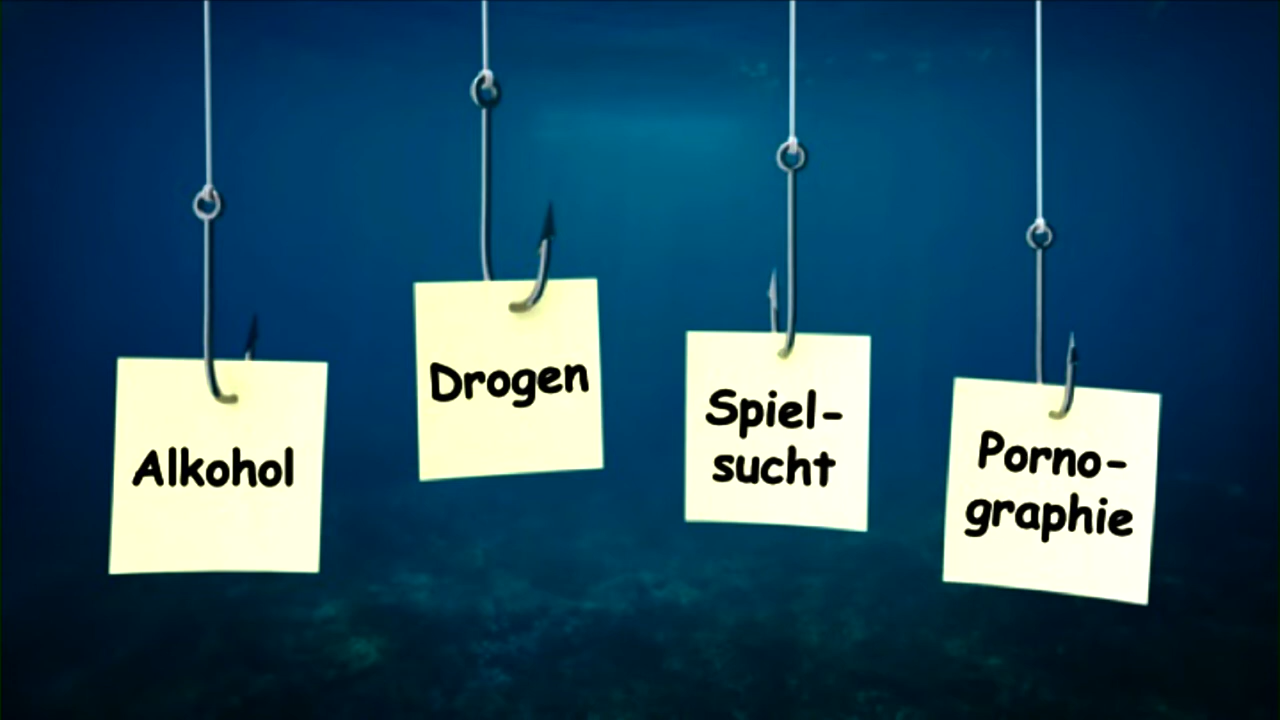 Alkohol
Drogen
Spiel-
sucht
Porno-
graphie